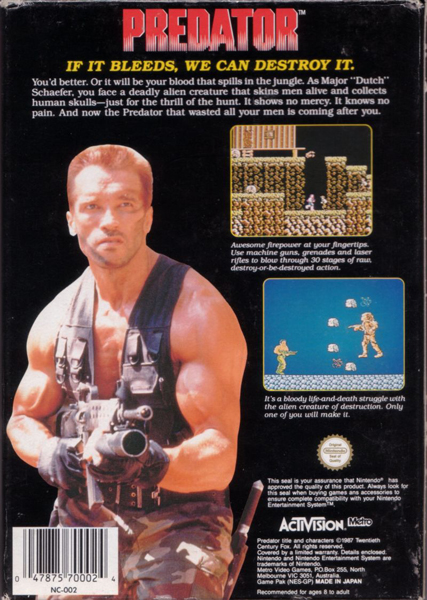 PREDATOR™
IF IT BLEEDS, WE CAN DESTROY IT.
You'd better. Or it will be your blood that spills in the jungle. As Major "Dutch"
Schaefer, you face a deadly alien creature that skins men alive and collects
human skulls—just for the thrill of the hunt. It shows no mercy. It knows no
pain. And now the Predator that wasted all your men is coming after you.
Awesome firepower at your fingertips.
Use machine guns, grenades and laser
rifles to blow through 30 stages of raw,
destroy-or-be-destroyed action.
It's a bloody life-and-death struggle with
the alien creature of destruction. Only
one of you will make it.
Original
Nintendo
Seal of
Quality
This seal is your assurance that Nintendo® has
approved the quality of this product. Always look for
this seal when buying games and accessories to
ensure complete compatibility with your Nintendo
Entertainment System™.
ACTIVISION. Metro
Predator title and characters ©1987 Twentieth
Century Fox. All rights reserved.
Covered by a limited warranty. Details enclosed.
Nintendo and Nintendo Entertainment System are
trademarks of Nintendo.
Metro Video Games, PO.BOX 255, North
Melbourne VIC 3051, Australia.
Game Pak (NES-GP) MADE IN JAPAN
Recommended for ages 8 to adult
0 47875 70002 4
NC-002